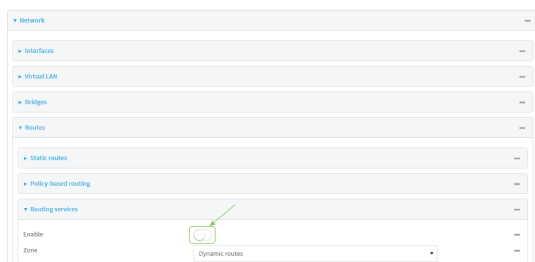 Network
Interfaces
Virtual LAN
Bridges
Routes
Static routes
Policy-based routing
Routing services
Enable
Zone
Dynamic routes